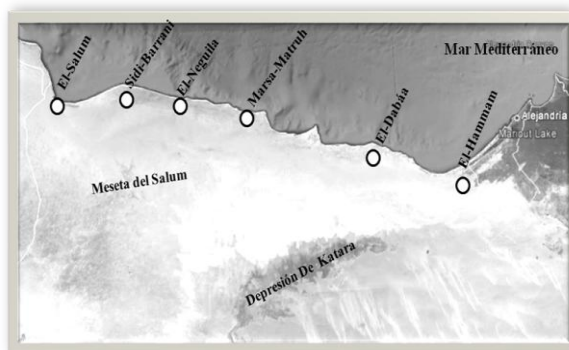 Mar Mediterráneo
El-Salum
Sidi-Barrani
El-Neguila
Marsa-Matruh
El-Dabáa
El-Hammam
Alejandria
Mariout Lake
Meseta del Salum
Depresión De Katara